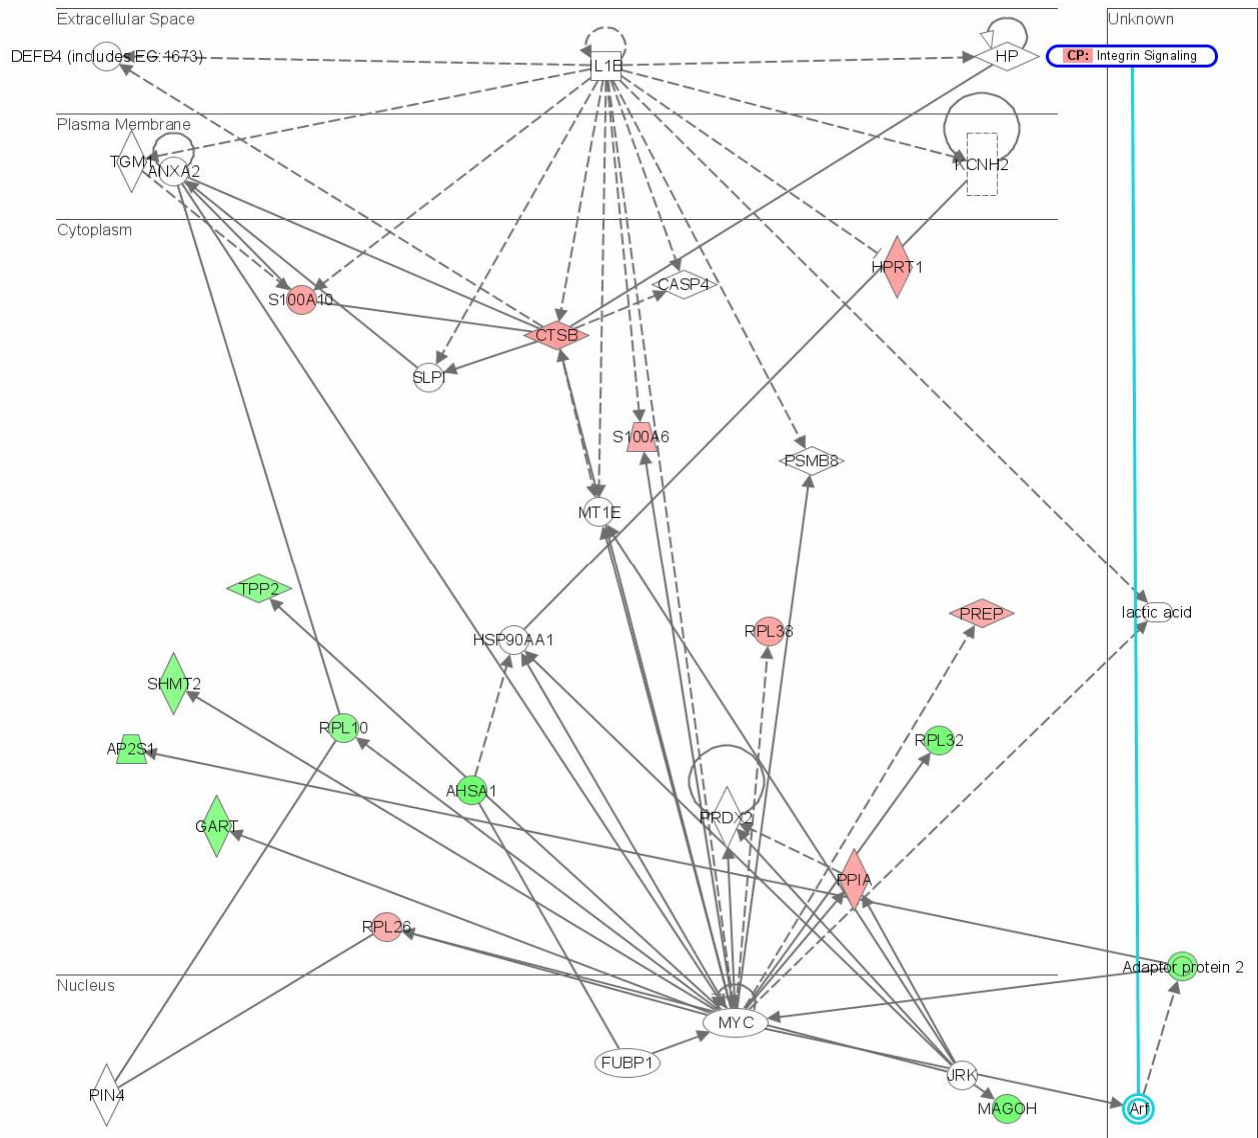 Extracellular Space
Unknown
DEFB4 (includes EG:1673)
IL1B
HP
CP: Integrin Signaling
Plasma Membrane
TGM1
ANXA2
KCNH2
Cytoplasm
HPRT1
CASP4
S100A10
CTSB
SLPI
S100A6
PSMB8
MT1E
TPP2
PREP
lactic acid
RPL38
HSP90AA1
SHMT2
RPL10
RPL32
AP2S1
AHSA1
PRDX2
GART
PPIA
RPL26
Adaptor protein 2
Nucleus
MYC
FUBP1
JRK
PIN4
MAGOH
Arf